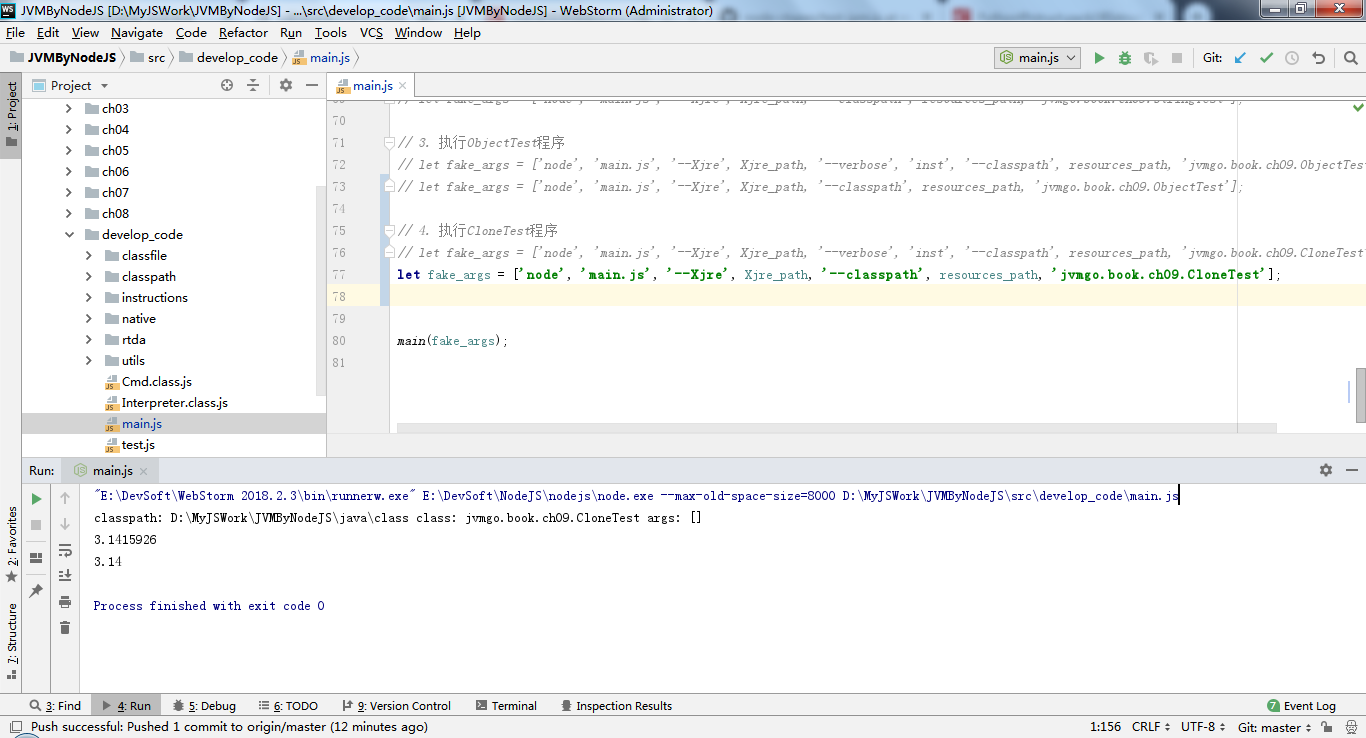 WS JVMByNodeJS [D:\MyJSWork\JVMByNodeJS] - ...\src\develop_code\main.js [JVMByNodeJS] - WebStorm (Administrator)
File Edit View Navigate Code Refactor Run Tools VCS Window Help
JVMByNodeJS src develop_code main.js main.js Git:
1: Project
Project
ch03
ch04
ch05
ch06
ch07
ch08
develop_code
classfile
classpath
instructions
native
rtda
utils
Cmd.class.js
Interpreter.class.js
main.js
test.js
main.js
70
71 // 3. 执行ObjectTest程序
72 // let fake_args = ['node', 'main.js', '--Xjre', Xjre_path, '--verbose', 'inst', '--classpath', resources_path, 'jvmgo.book.ch09.ObjectTest
73 // let fake_args = ['node', 'main.js', '--Xjre', Xjre_path, '--classpath', resources_path, 'jvmgo.book.ch09.ObjectTest'];
74
75 // 4. 执行CloneTest程序
76 // let fake_args = ['node', 'main.js', '--Xjre', Xjre_path, '--verbose', 'inst', '--classpath', resources_path, 'jvmgo.book.ch09.CloneTest
77 let fake_args = ['node', 'main.js', '--Xjre', Xjre_path, '--classpath', resources_path, 'jvmgo.book.ch09.CloneTest'];
78
79
80 main(fake_args);
81
Run: main.js
"E:\DevSoft\WebStorm 2018.2.3\bin\runnerw.exe" E:\DevSoft\NodeJS\nodejs\node.exe --max-old-space-size=8000 D:\MyJSWork\JVMByNodeJS\src\develop_code\main.js
classpath: D:\MyJSWork\JVMByNodeJS\java\class class: jvmgo.book.ch09.CloneTest args: []
3.1415926
3.14
Process finished with exit code 0
2: Favorites
7: Structure
3: Find 4: Run 5: Debug 6: TODO 9: Version Control Terminal Inspection Results 7 Event Log
Push successful: Pushed 1 commit to origin/master (12 minutes ago) 1:156 CRLF UTF-8 Git: master